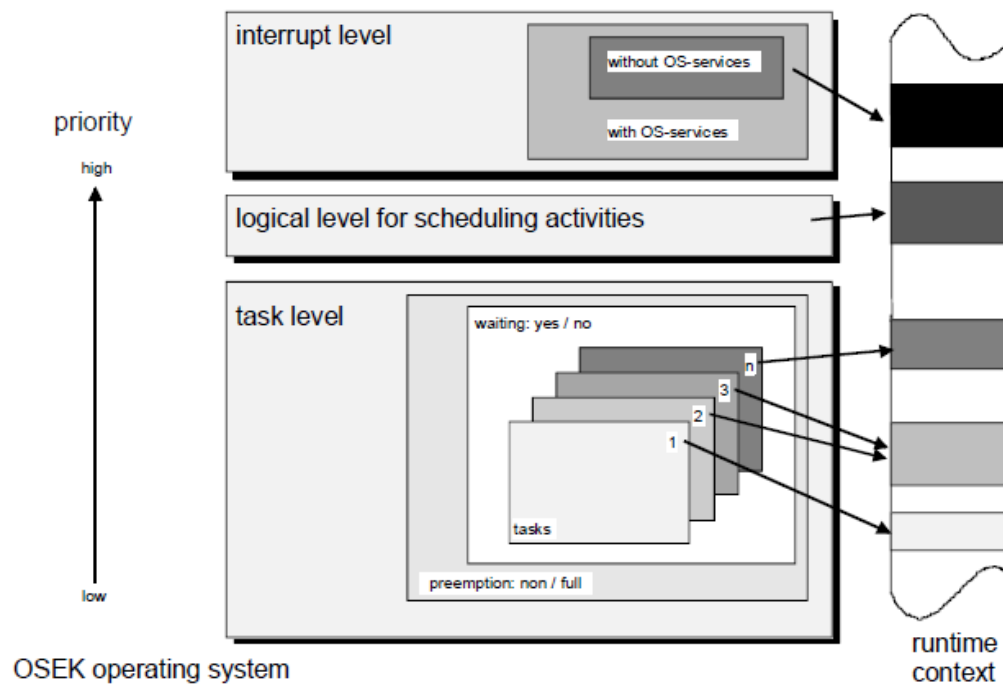 interrupt level
without OS-services
with OS-services
priority
high
logical level for scheduling activities
task level
waiting: yes / no
n
3
2
1
tasks
preemption: non / full
low
OSEK operating system
runtime
context